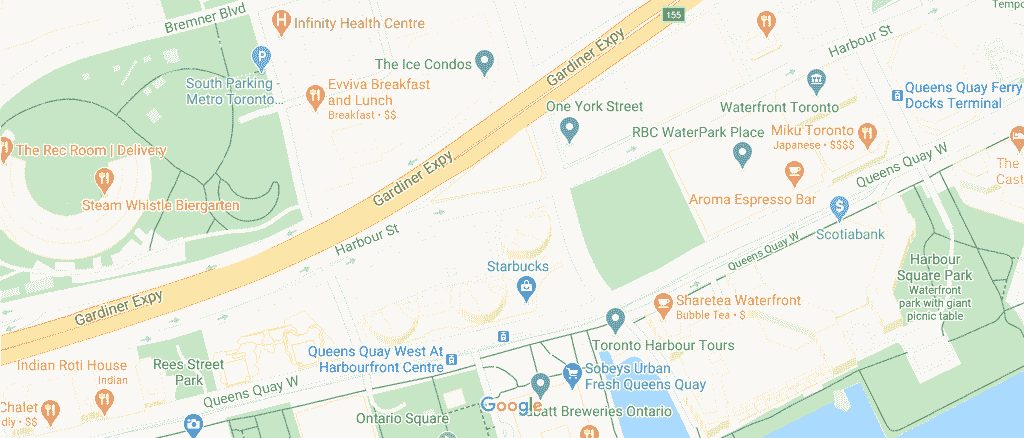 Bremner Blvd
Infinity Health Centre
155
Tempo
Harbour St
The Ice Condos
Gardiner Expy
South Parking -
Metro Toronto...
Evviva Breakfast
and Lunch
Breakfast • $$
One York Street
Waterfront Toronto
Queens Quay Ferry
Docks Terminal
RBC WaterPark Place
Miku Toronto
Japanese • $$$$
The Rec Room | Delivery
Gardiner Expy
Queens Quay W
The
Cast
Steam Whistle Biergarten
Aroma Espresso Bar
Harbour St
Queens Quay W
Scotiabank
Starbucks
Harbour
Square Park
Waterfront
park with giant
picnic table
Gardiner Expy
Sharetea Waterfront
Bubble Tea • $
Toronto Harbour Tours
Indian Roti House
Indian
Rees Street
Park
Queens Quay West At
Harbourfront Centre
Sobeys Urban
Fresh Queens Quay
Queens Quay W
Chalet
dly • $$
Ontario Square
Google
abatt Breweries Ontario